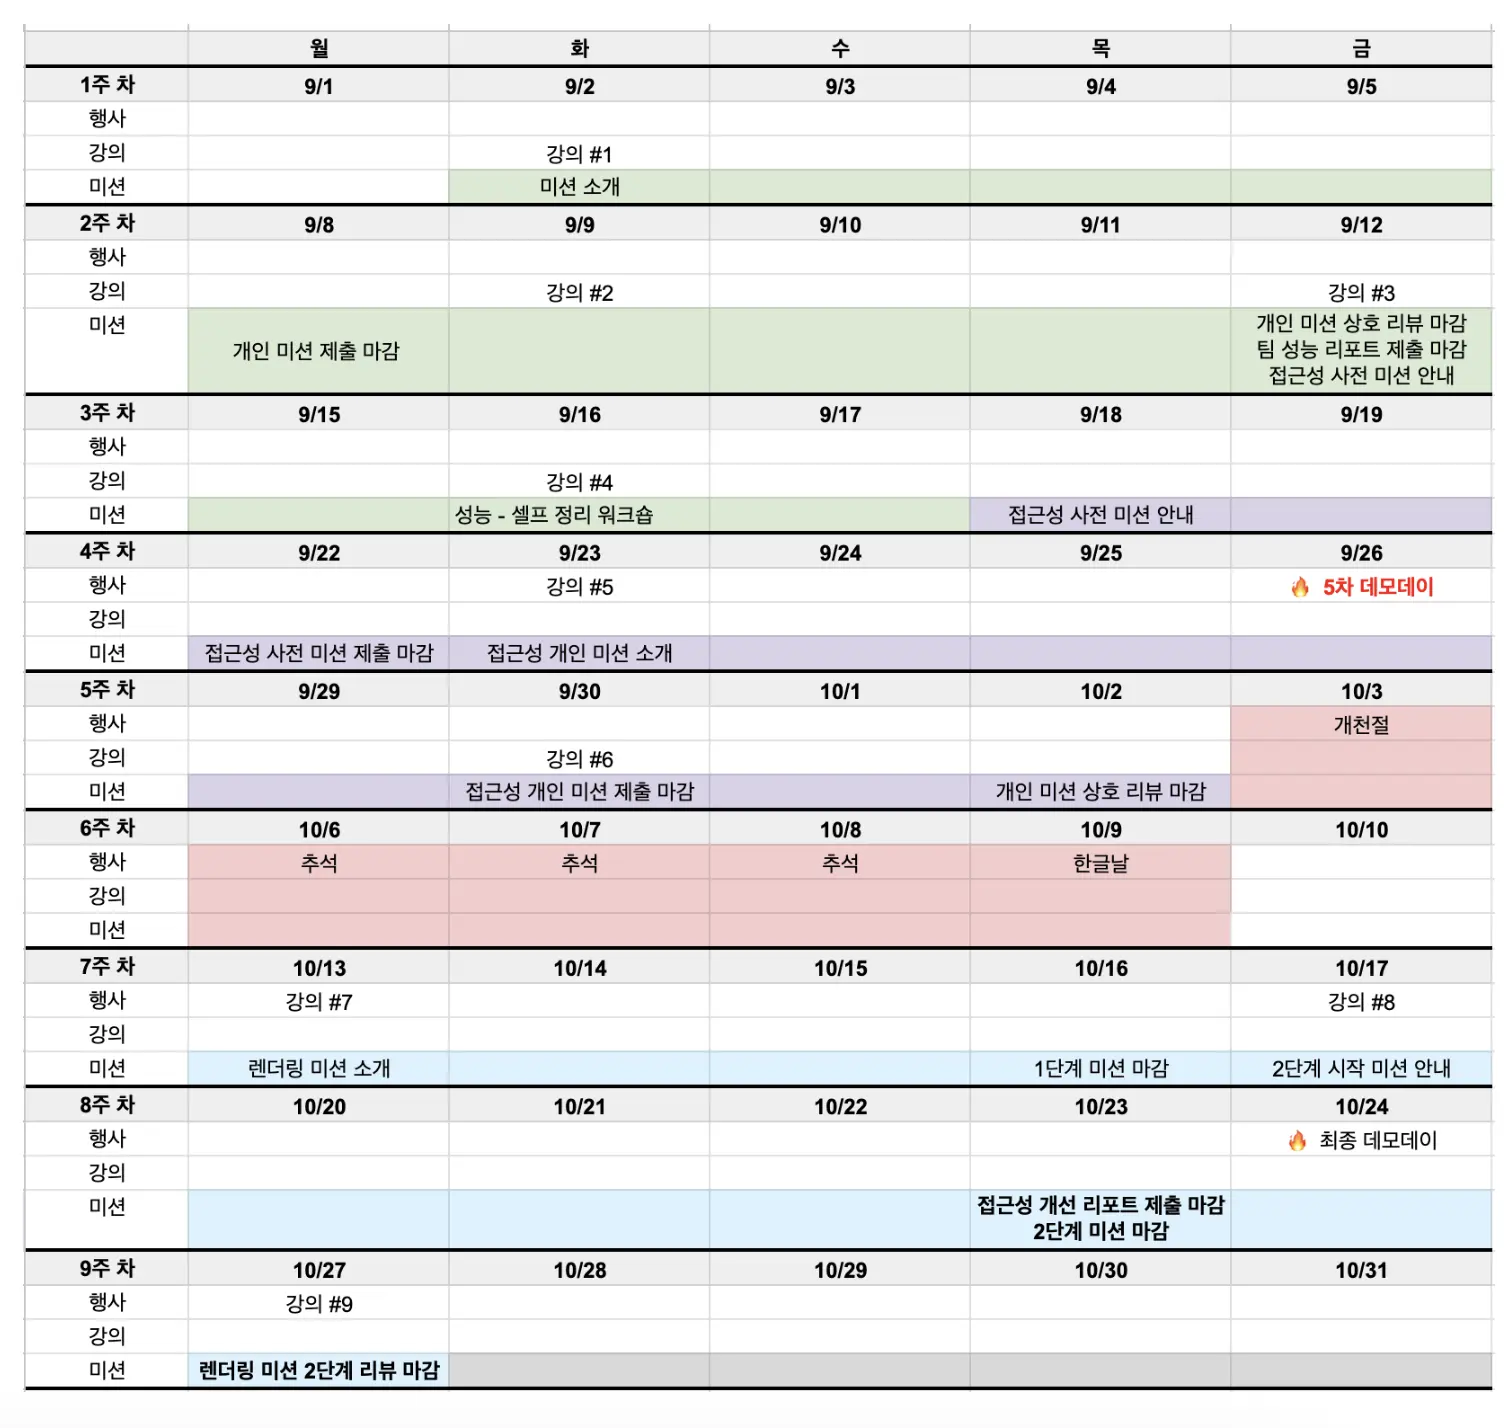 월 화 수 목 금
1주 차 9/1 9/2 9/3 9/4 9/5
행사
강의 강의 #1
미션 미션 소개
2주 차 9/8 9/9 9/10 9/11 9/12
행사
강의 강의 #2 강의 #3
미션 개인 미션 제출 마감 개인 미션 상호 리뷰 마감
팀 성능 리포트 제출 마감
접근성 사전 미션 안내
3주 차 9/15 9/16 9/17 9/18 9/19
행사
강의 강의 #4
미션 성능 - 셀프 정리 워크숍 접근성 사전 미션 안내
4주 차 9/22 9/23 9/24 9/25 9/26
행사 강의 #5 🔥 5차 데모데이
강의
미션 접근성 사전 미션 제출 마감 접근성 개인 미션 소개
5주 차 9/29 9/30 10/1 10/2 10/3
행사 개천절
강의 강의 #6
미션 접근성 개인 미션 제출 마감 개인 미션 상호 리뷰 마감
6주 차 10/6 10/7 10/8 10/9 10/10
행사 추석 추석 추석 한글날
강의
미션
7주 차 10/13 10/14 10/15 10/16 10/17
행사 강의 #7 강의 #8
강의
미션 렌더링 미션 소개 1단계 미션 마감 2단계 시작 미션 안내
8주 차 10/20 10/21 10/22 10/23 10/24
행사 🔥 최종 데모데이
강의
미션 접근성 개선 리포트 제출 마감
2단계 미션 마감
9주 차 10/27 10/28 10/29 10/30 10/31
행사 강의 #9
강의
미션 렌더링 미션 2단계 리뷰 마감